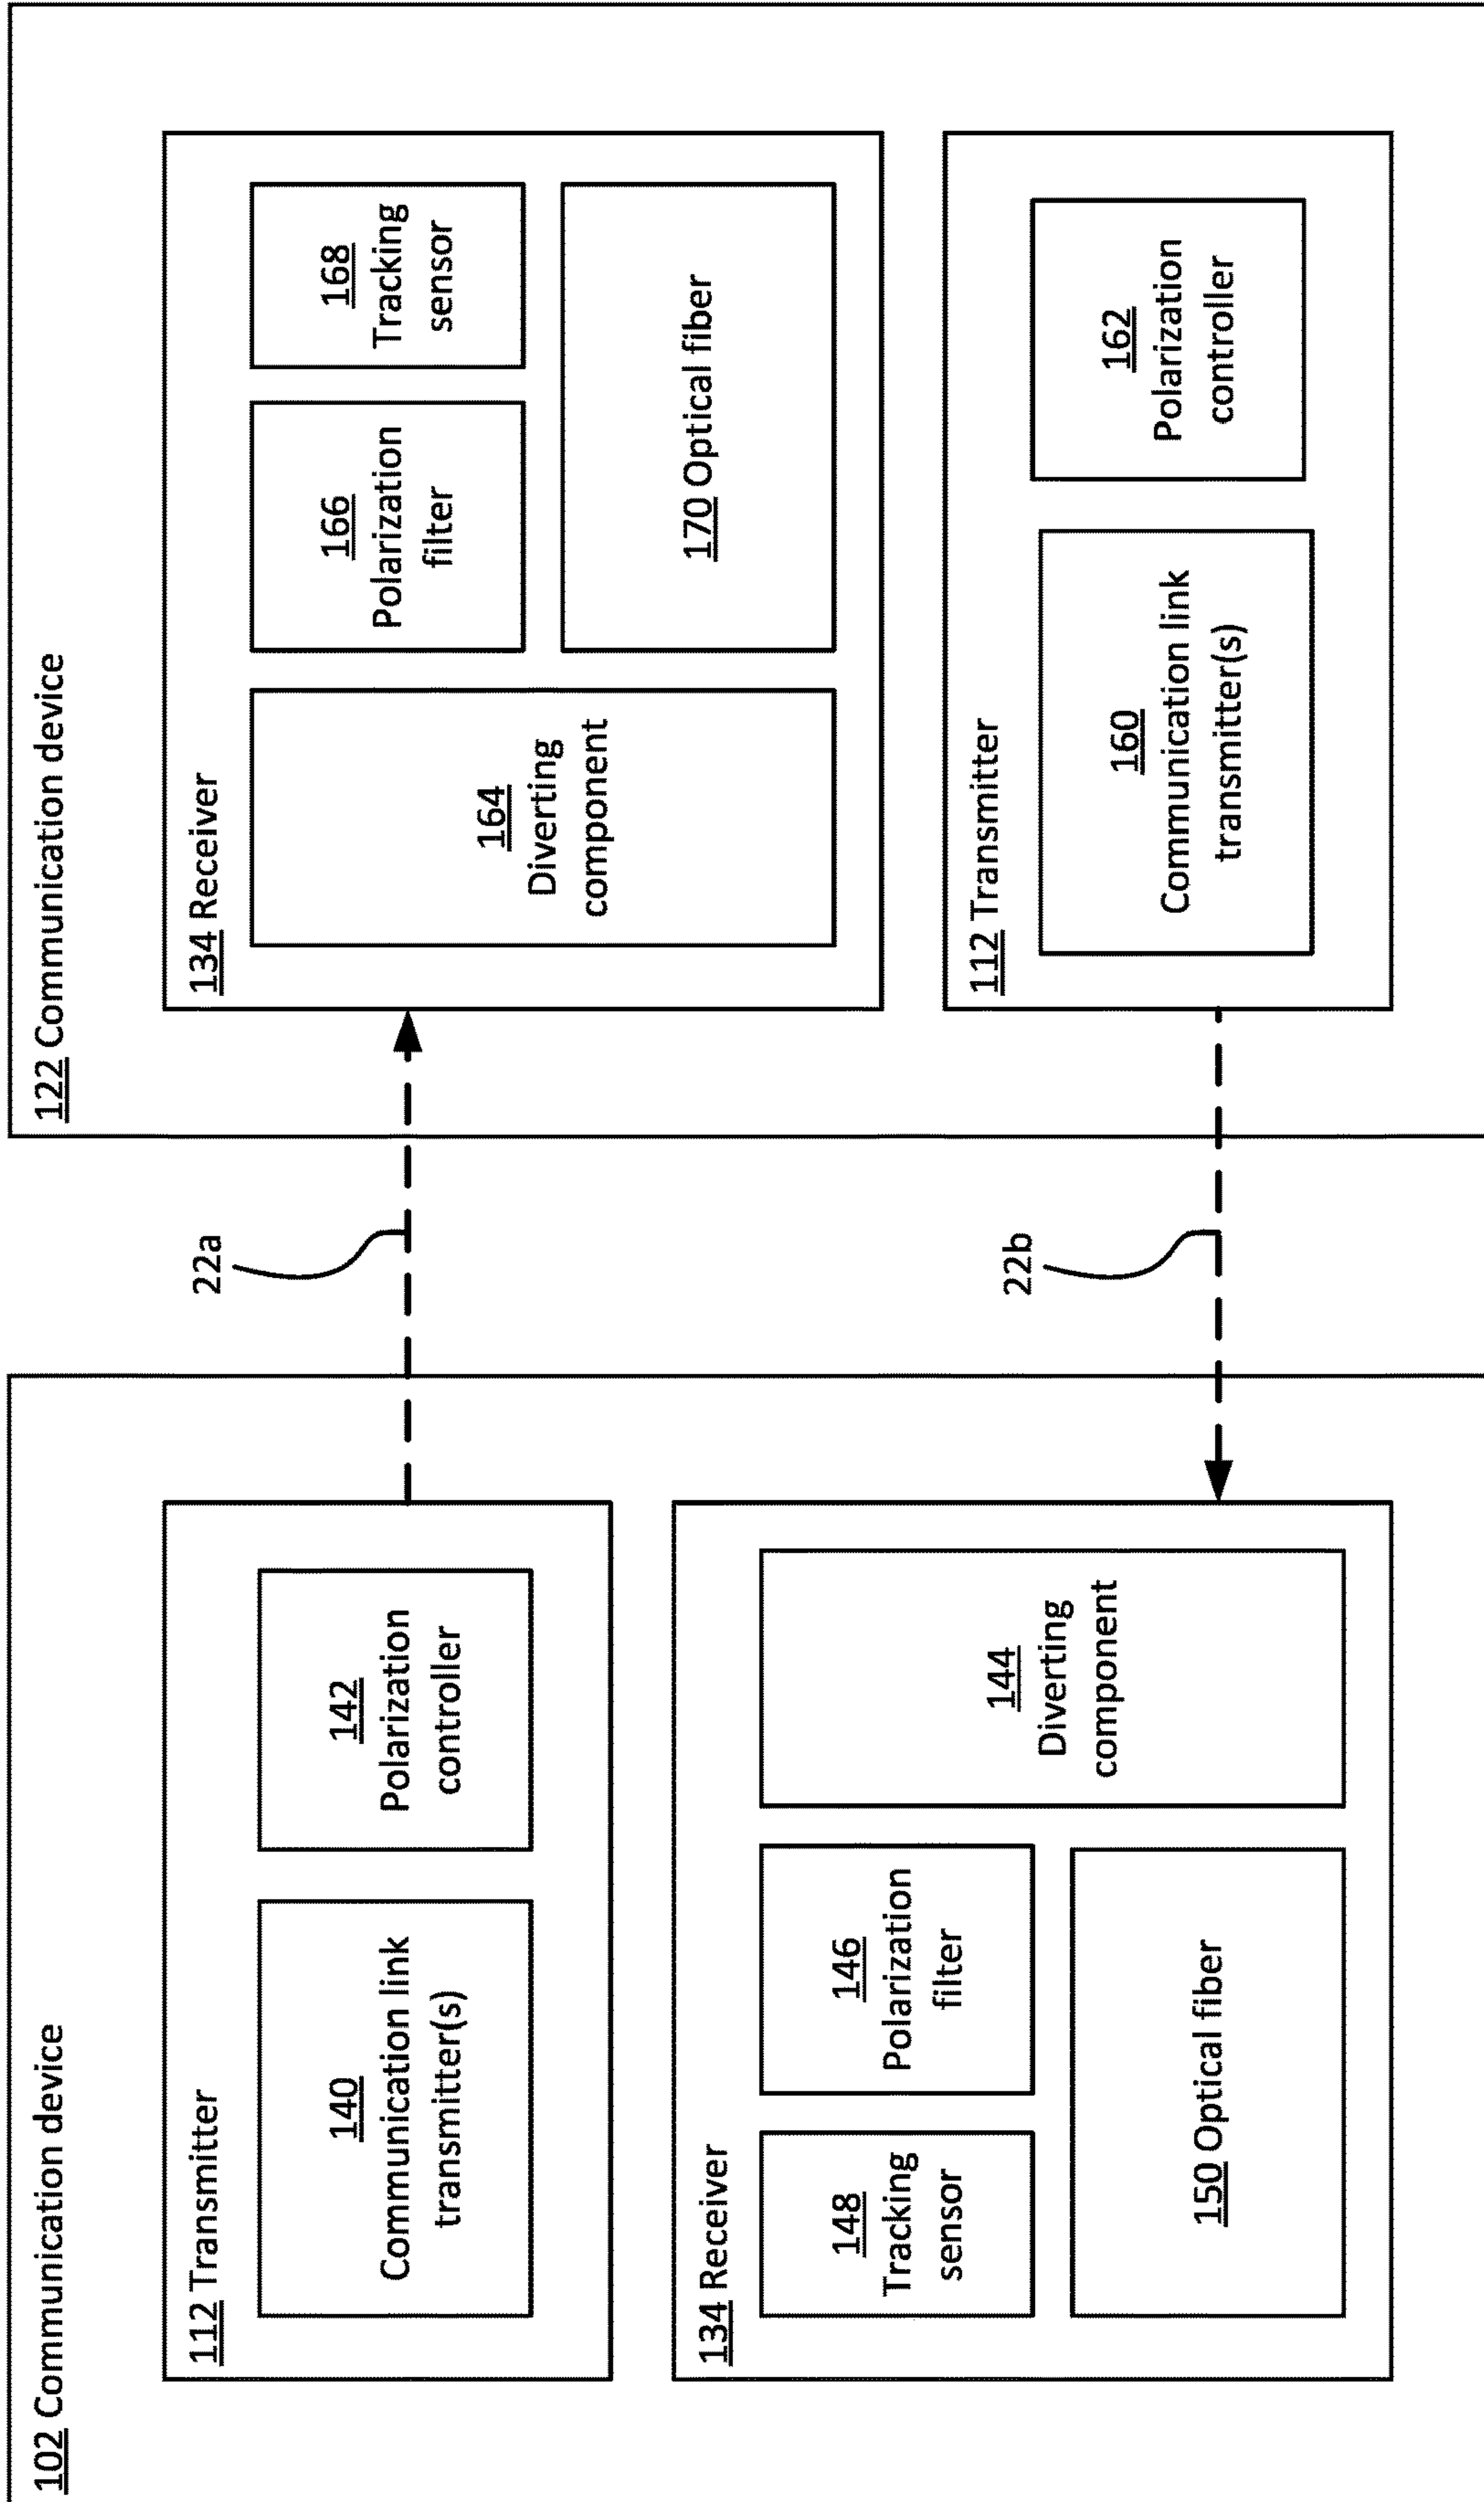 102 Communication device
112 Transmitter
140
Communication link
transmitter(s)
142
Polarization
controller
134 Receiver
148
Tracking
sensor
146
Polarization
filter
144
Diverting
component
150 Optical fiber
22a
22b
122 Communication device
134 Receiver
164
Diverting
component
166
Polarization
filter
168
Tracking
sensor
170 Optical fiber
112 Transmitter
160
Communication link
transmitter(s)
162
Polarization
controller